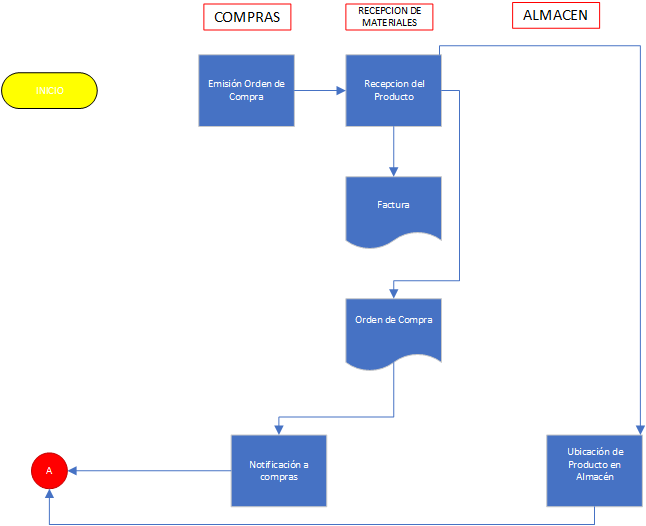 COMPRAS
RECEPCION DE
MATERIALES
ALMACEN
INICIO
Emisión Orden de
Compra
Recepcion del
Producto
Factura
Orden de Compra
A
Notificación a
compras
Ubicación de
Producto en
Almacén